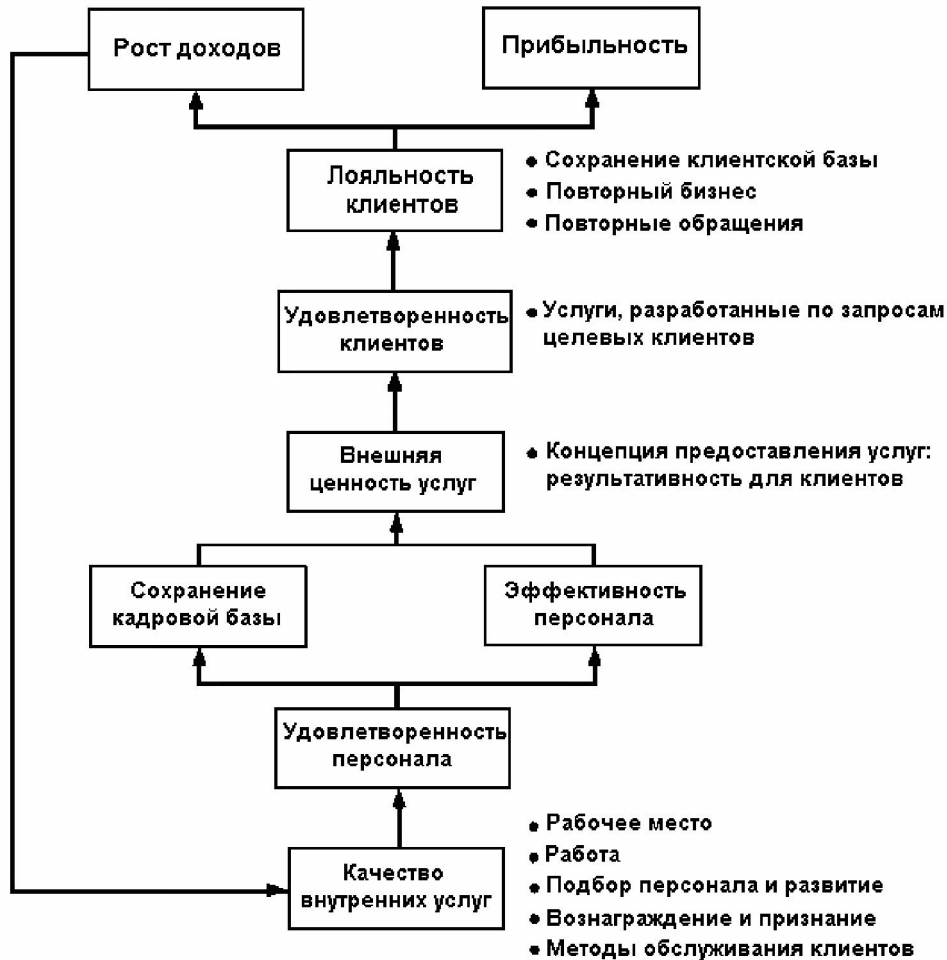 Рост доходов
Прибыльность
Лояльность
клиентов
• Сохранение клиентской базы
• Повторный бизнес
• Повторные обращения
Удовлетворенность
клиентов
• Услуги, разработанные по запросам
целевых клиентов
Внешняя
ценность услуг
• Концепция предоставления услуг:
результативность для клиентов
Сохранение
кадровой базы
Эффективность
персонала
Удовлетворенность
персонала
Качество
внутренних услуг
• Рабочее место
• Работа
• Подбор персонала и развитие
• Вознаграждение и признание
• Методы обслуживания клиентов